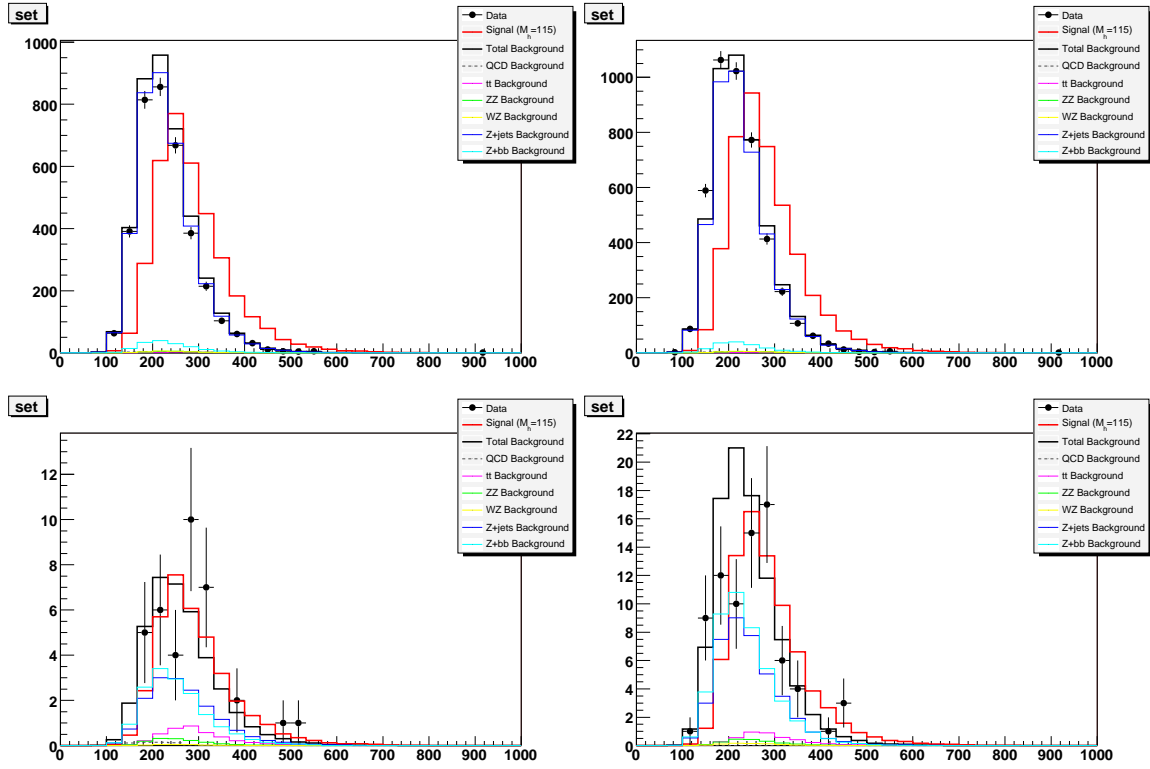 set
Data
Signal (M_h=115)
Total Background
QCD Background
tt Background
ZZ Background
WZ Background
Z+jets Background
Z+bb Background
1000
800
600
400
200
0
0 100 200 300 400 500 600 700 800 900 1000
set
Data
Signal (M_h=115)
Total Background
QCD Background
tt Background
ZZ Background
WZ Background
Z+jets Background
Z+bb Background
1000
800
600
400
200
0
0 100 200 300 400 500 600 700 800 900 1000
set
Data
Signal (M_h=115)
Total Background
QCD Background
tt Background
ZZ Background
WZ Background
Z+jets Background
Z+bb Background
12
10
8
6
4
2
0
0 100 200 300 400 500 600 700 800 900 1000
set
Data
Signal (M_h=115)
Total Background
QCD Background
tt Background
ZZ Background
WZ Background
Z+jets Background
Z+bb Background
22
20
18
16
14
12
10
8
6
4
2
0
0 100 200 300 400 500 600 700 800 900 1000